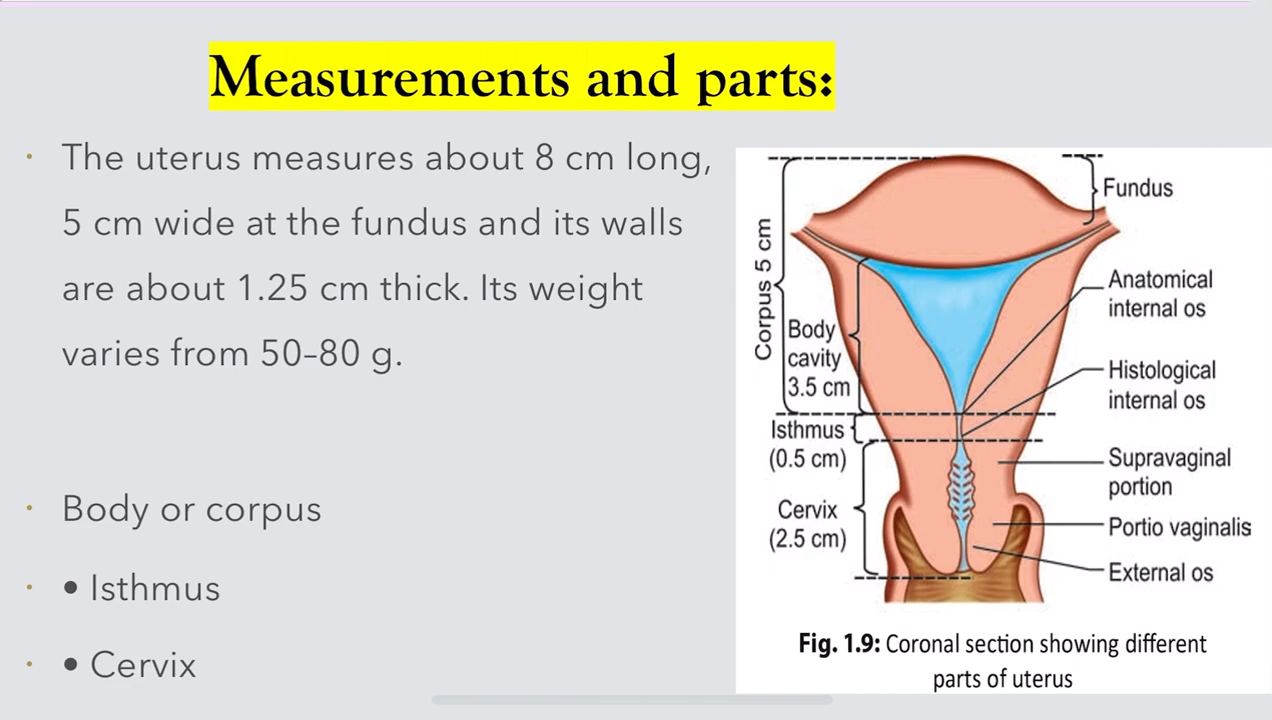 Measurements and parts:
• The uterus measures about 8 cm long,
5 cm wide at the fundus and its walls
are about 1.25 cm thick. Its weight
varies from 50–80 g.
• Body or corpus
• • Isthmus
• • Cervix
Corpus 5 cm
Body
cavity
3.5 cm
Isthmus
(0.5 cm)
Cervix
(2.5 cm)
Fundus
Anatomical
internal os
Histological
internal os
Supravaginal
portion
Portio vaginalis
External os
Fig. 1.9: Coronal section showing different
parts of uterus